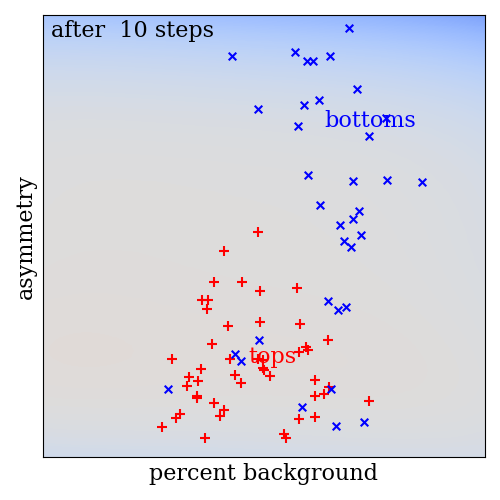 after  10 steps
bottoms
asymmetry
tops
percent background